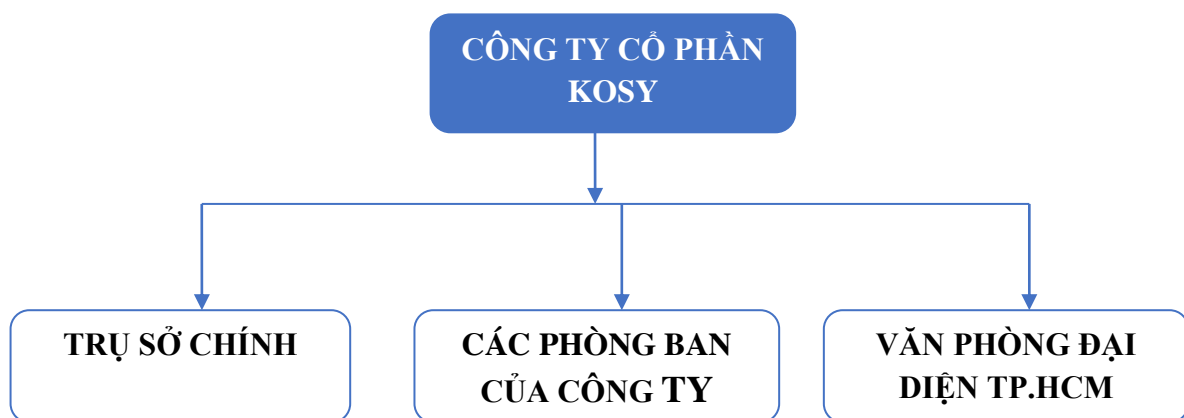 CÔNG TY CỔ PHẦN
KOSY
TRỤ SỞ CHÍNH
CÁC PHÒNG BAN
CỦA CÔNG TY
VĂN PHÒNG ĐẠI
DIỆN TP.HCM